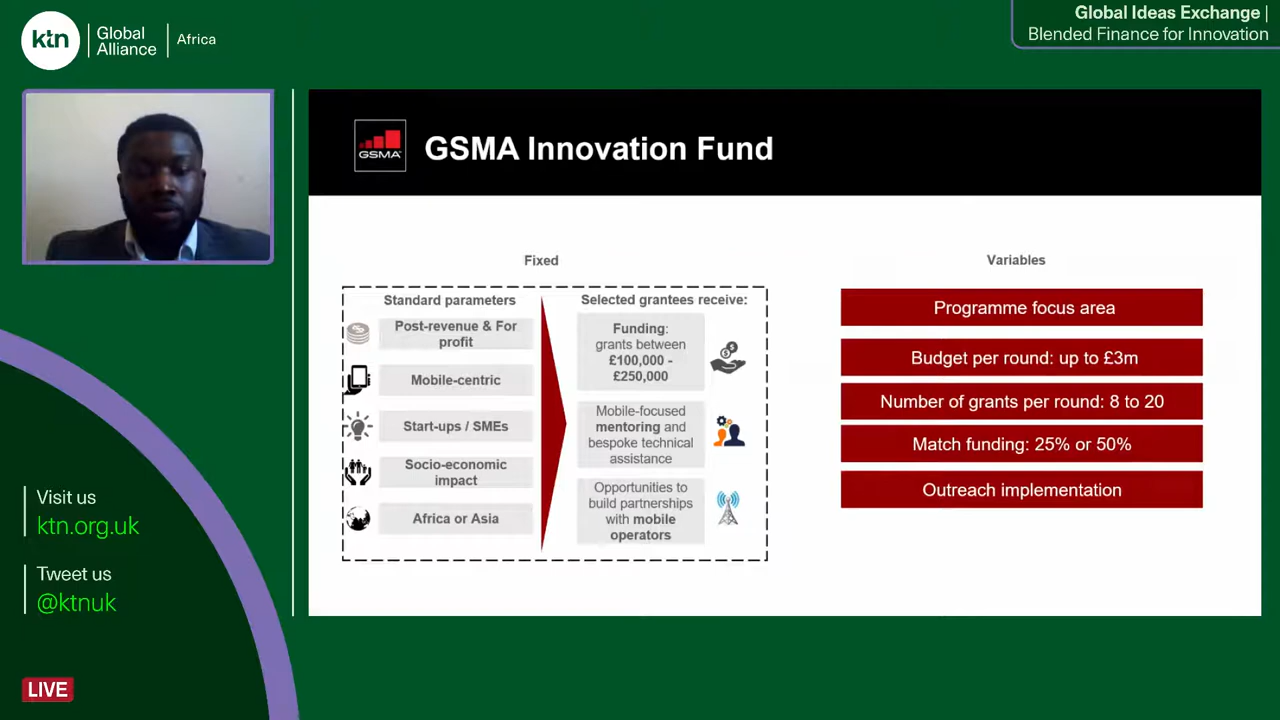 ktn
Global
Alliance
Africa
Global Ideas Exchange |
Blended Finance for Innovation
GSMA
GSMA Innovation Fund
Fixed
Standard parameters
Post-revenue & For
profit
Mobile-centric
Start-ups / SMEs
Socio-economic
impact
Africa or Asia
Selected grantees receive:
Funding:
grants between
£100,000 -
£250,000
Mobile-focused
mentoring and
bespoke technical
assistance
Opportunities to
build partnerships
with mobile
operators
Variables
Programme focus area
Budget per round: up to £3m
Number of grants per round: 8 to 20
Match funding: 25% or 50%
Outreach implementation
Visit us
ktn.org.uk
Tweet us
@ktnuk
LIVE